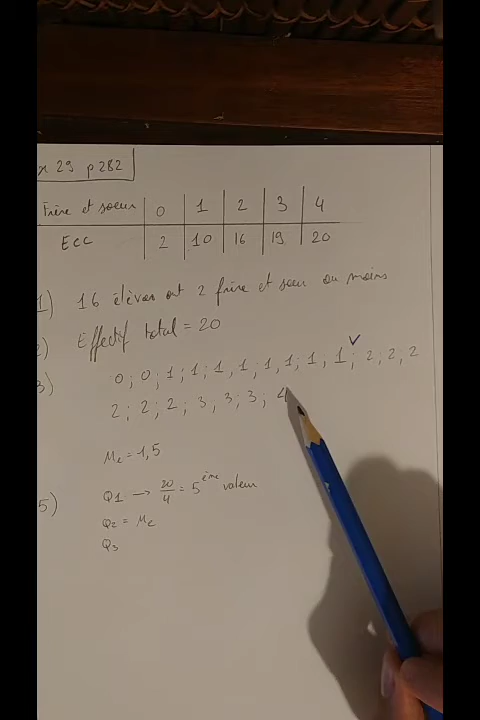 29 p 282
Frère et soeur 0 1 2 3 4
Ecc 2 10 16 19 20
1) 16 élèves ont 2 frère et soeur ou moins
2) Effectif total = 20
3) 0 ; 0 ; 1 ; 1 ; 1 , 1 ; 1 , 1 ; 1 , 1 ; 2 ; 2 , 2
2 ; 2 ; 2 ; 3 , 3 ; 3 ; 4
Me = 1,5
5) Q1 → 20/4 = 5 ème valeur
Q2 = Me
Q3